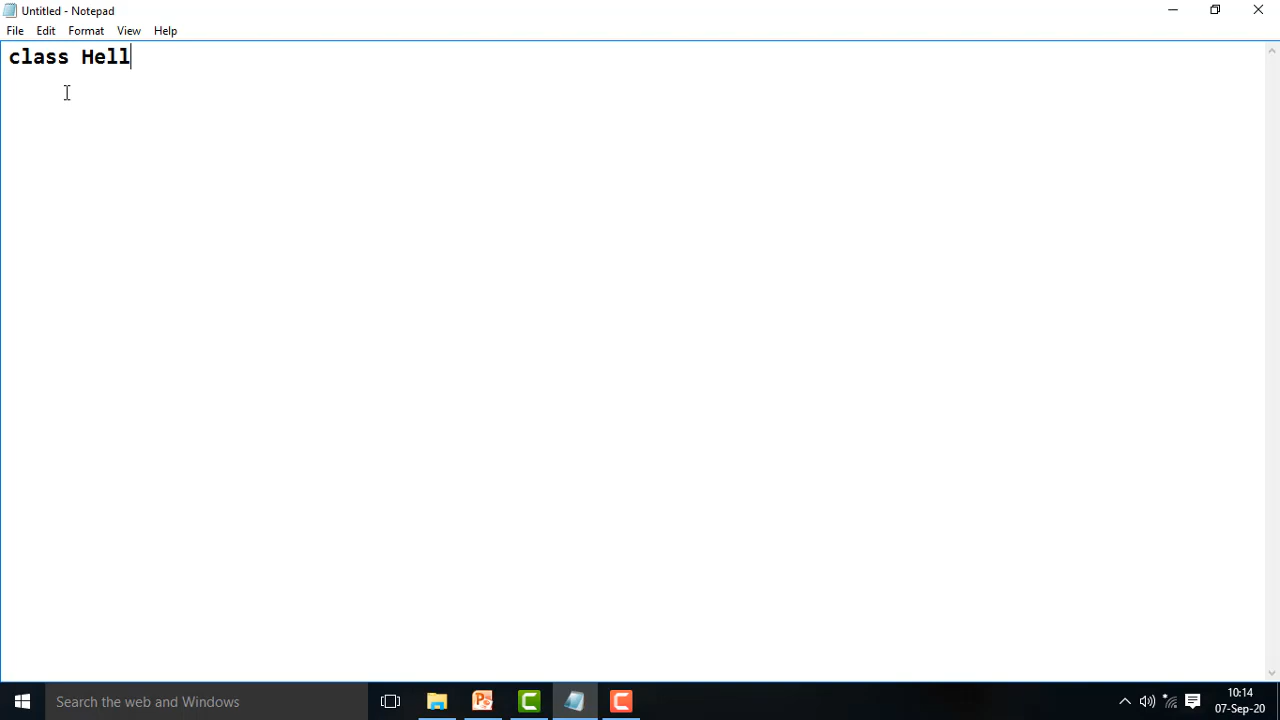 Untitled - Notepad
File Edit Format View Help
class Hell
Search the web and Windows
10:14
07-Sep-20